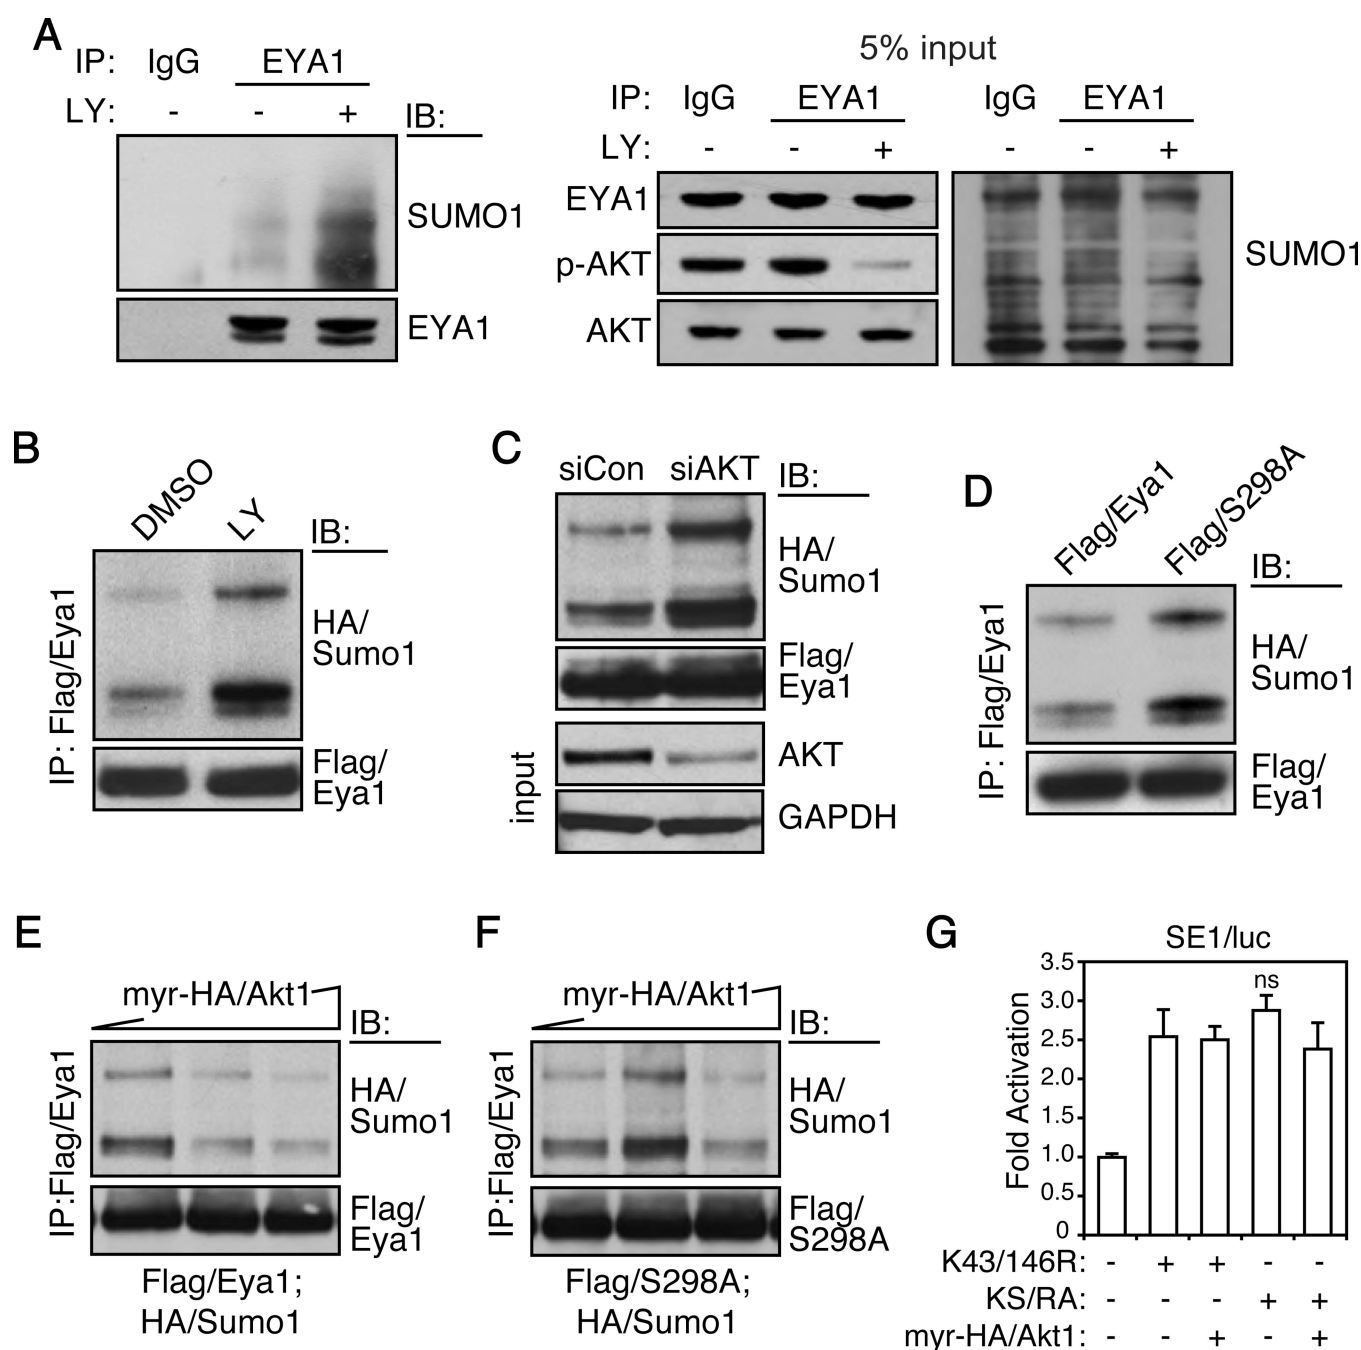 A
IP: IgG EYA1
LY: - - + IB:
SUMO1
EYA1
5% input
IP: IgG EYA1 IgG EYA1
LY: - - + - - +
EYA1
p-AKT
AKT
SUMO1
B
DMSO LY IB:
IP: Flag/Eya1
HA/
Sumo1
Flag/
Eya1
C
siCon siAKT IB:
HA/
Sumo1
Flag/
Eya1
input
AKT
GAPDH
D
Flag/Eya1 Flag/S298A IB:
IP: Flag/Eya1
HA/
Sumo1
Flag/
Eya1
E
myr-HA/Akt1
IB:
IP:Flag/Eya1
HA/
Sumo1
Flag/
Eya1
Flag/Eya1;
HA/Sumo1
F
myr-HA/Akt1
IB:
IP:Flag/Eya1
HA/
Sumo1
Flag/
S298A
Flag/S298A;
HA/Sumo1
G
SE1/luc
Fold Activation
3.5
3.0
2.5
2.0
1.5
1.0
0.5
0
ns
K43/146R: - + + - -
KS/RA: - - - + +
myr-HA/Akt1: - - + - +